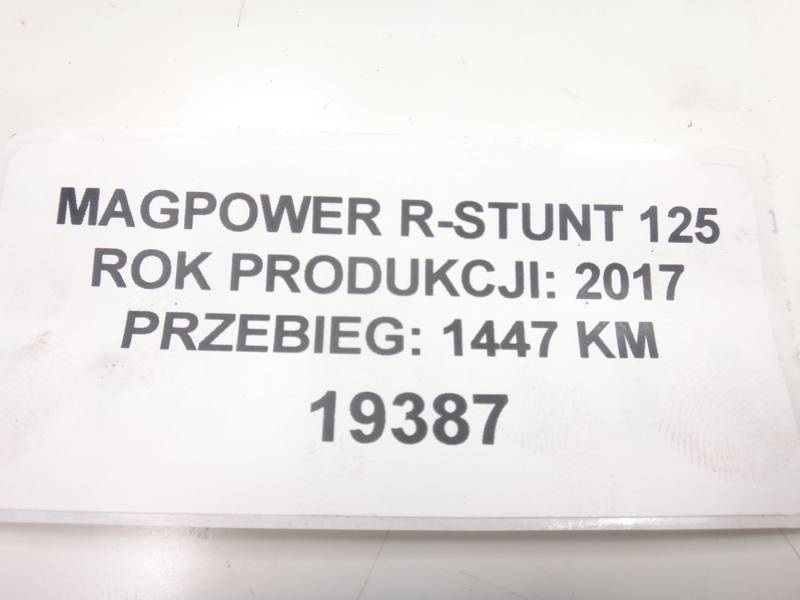 MAGPOWER R-STUNT 125
ROK PRODUKCJI: 2017
PRZEBIEG: 1447 KM
19387